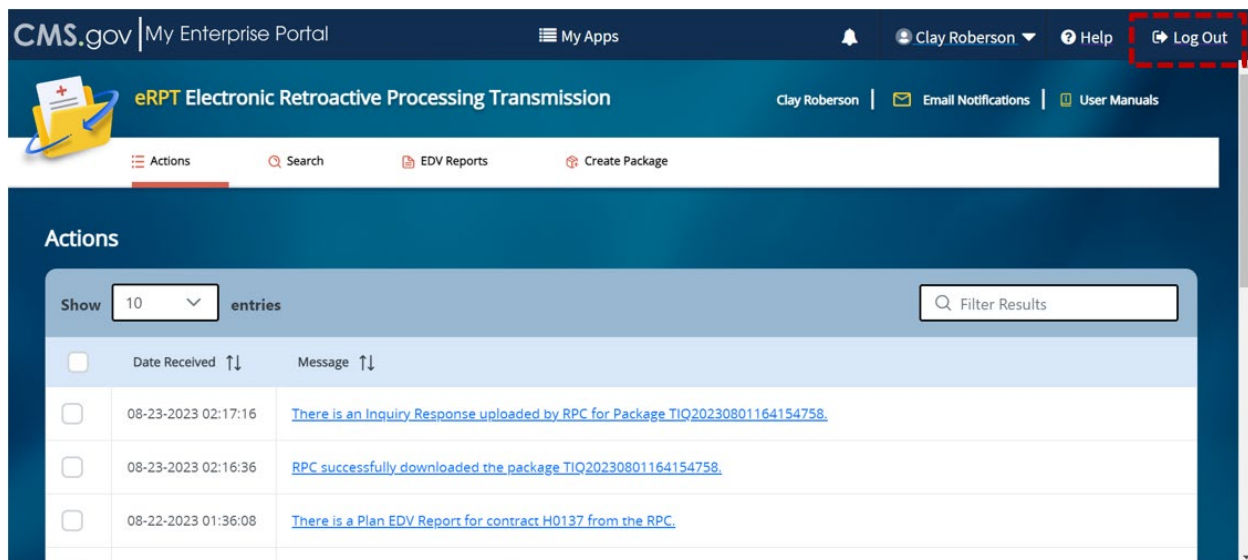 CMS.gov My Enterprise Portal My Apps Clay Roberson Help Log Out
eRPT Electronic Retroactive Processing Transmission Clay Roberson Email Notifications User Manuals
Actions Search EDV Reports Create Package
Actions
Show 10 entries Filter Results
Date Received Message
08-23-2023 02:17:16 There is an Inquiry Response uploaded by RPC for Package TIQ20230801164154758.
08-23-2023 02:16:36 RPC successfully downloaded the package TIQ20230801164154758.
08-22-2023 01:36:08 There is a Plan EDV Report for contract H0137 from the RPC.